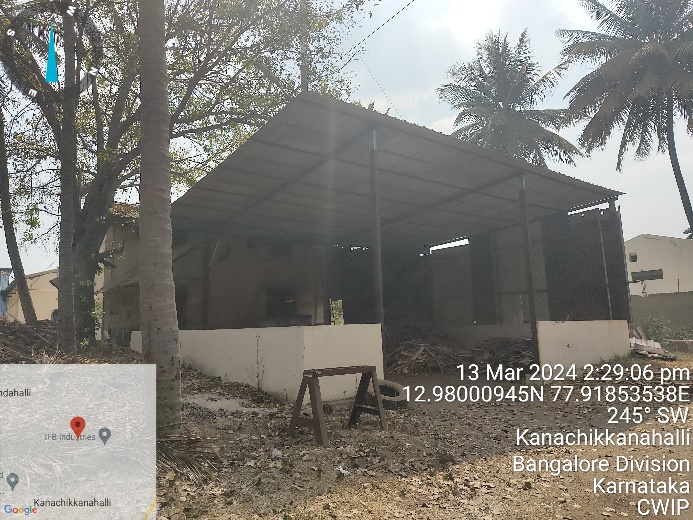 13 Mar 2024 2:29:06 pm
12.98000945N 77.91853538E
245° SW
Kanachikkanahalli
Bangalore Division
Karnataka
CWIP
ndahalli
IFB Industries
Kanachikkanahalli
Google